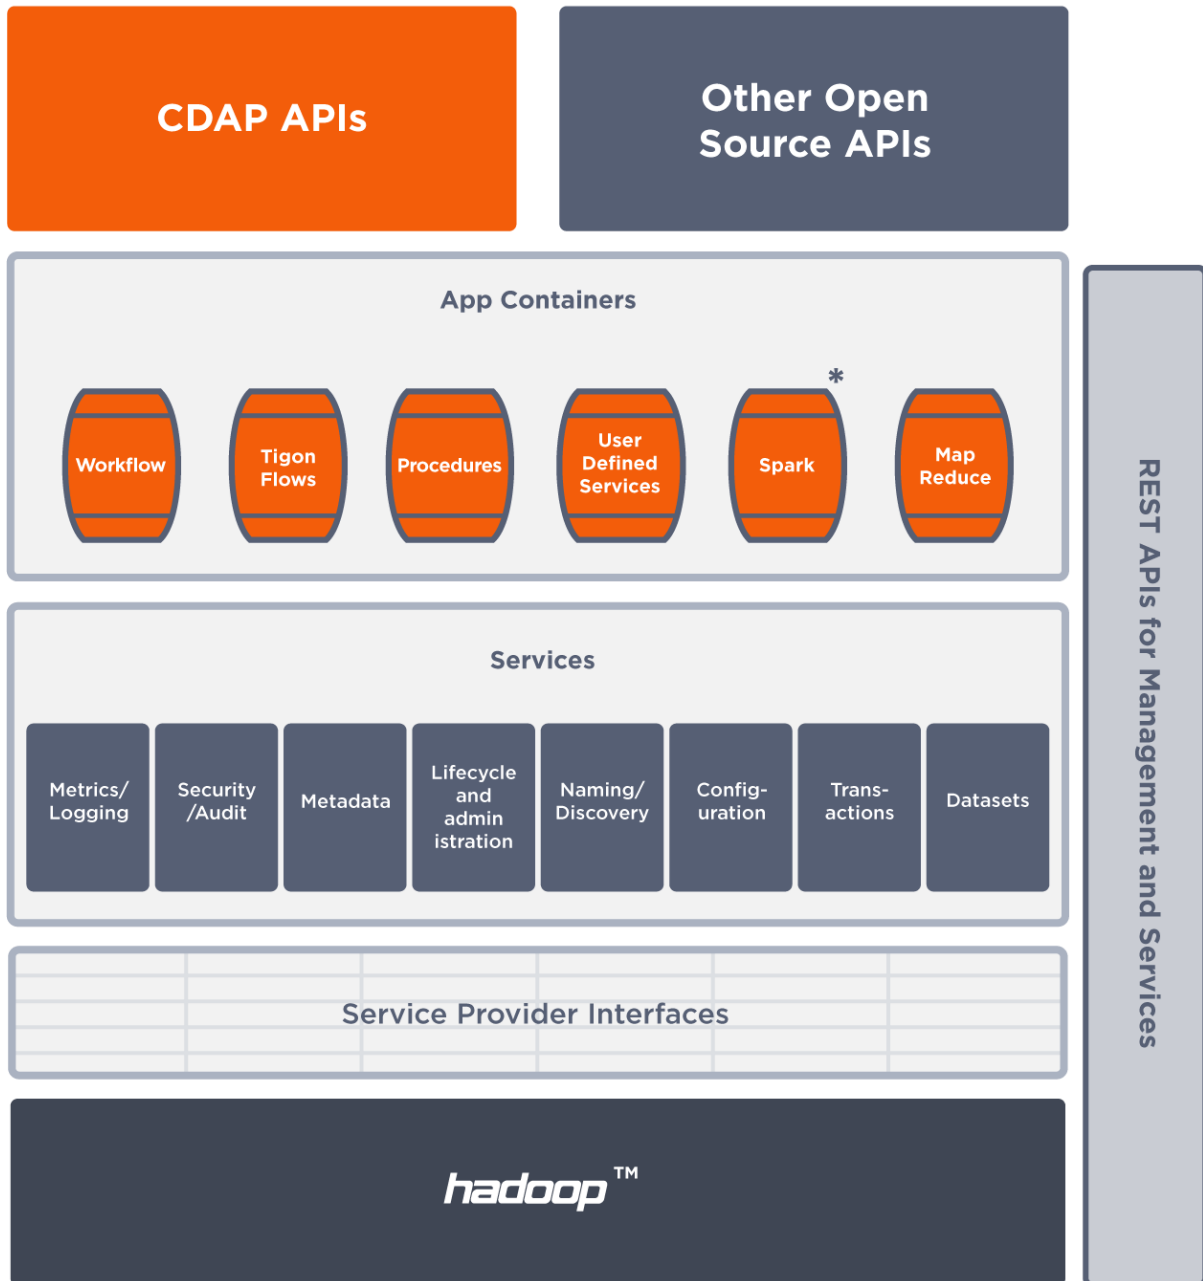 CDAP APIs
Other Open
Source APIs
App Containers
*
Workflow
Tigon
Flows
Procedures
User
Defined
Services
Spark
Map
Reduce
Services
Metrics/
Logging
Security
/Audit
Metadata
Lifecycle
and
admin
istration
Naming/
Discovery
Config-
uration
Trans-
actions
Datasets
Service Provider Interfaces
hadoop™
REST APIs for Management and Services